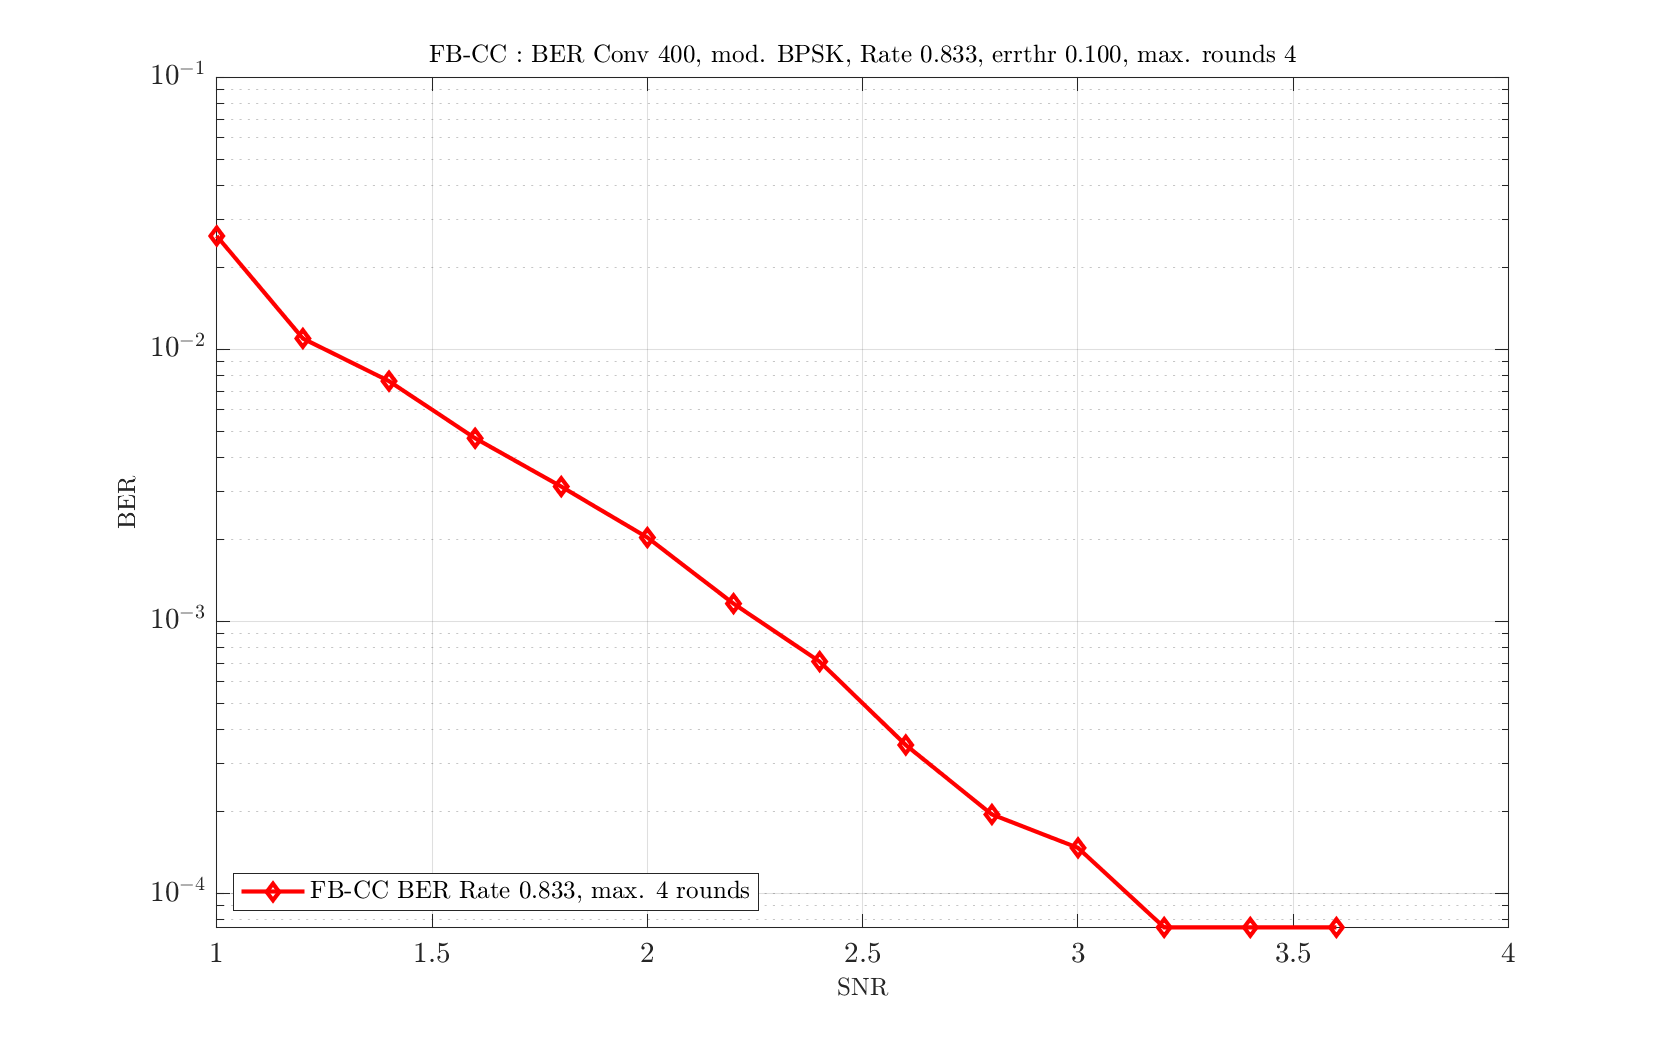 FB-CC : BER Conv 400, mod. BPSK, Rate 0.833, errthr 0.100, max. rounds 4
10^{-1}
10^{-2}
10^{-3}
10^{-4}
BER
FB-CC BER Rate 0.833, max. 4 rounds
1 1.5 2 2.5 3 3.5 4
SNR